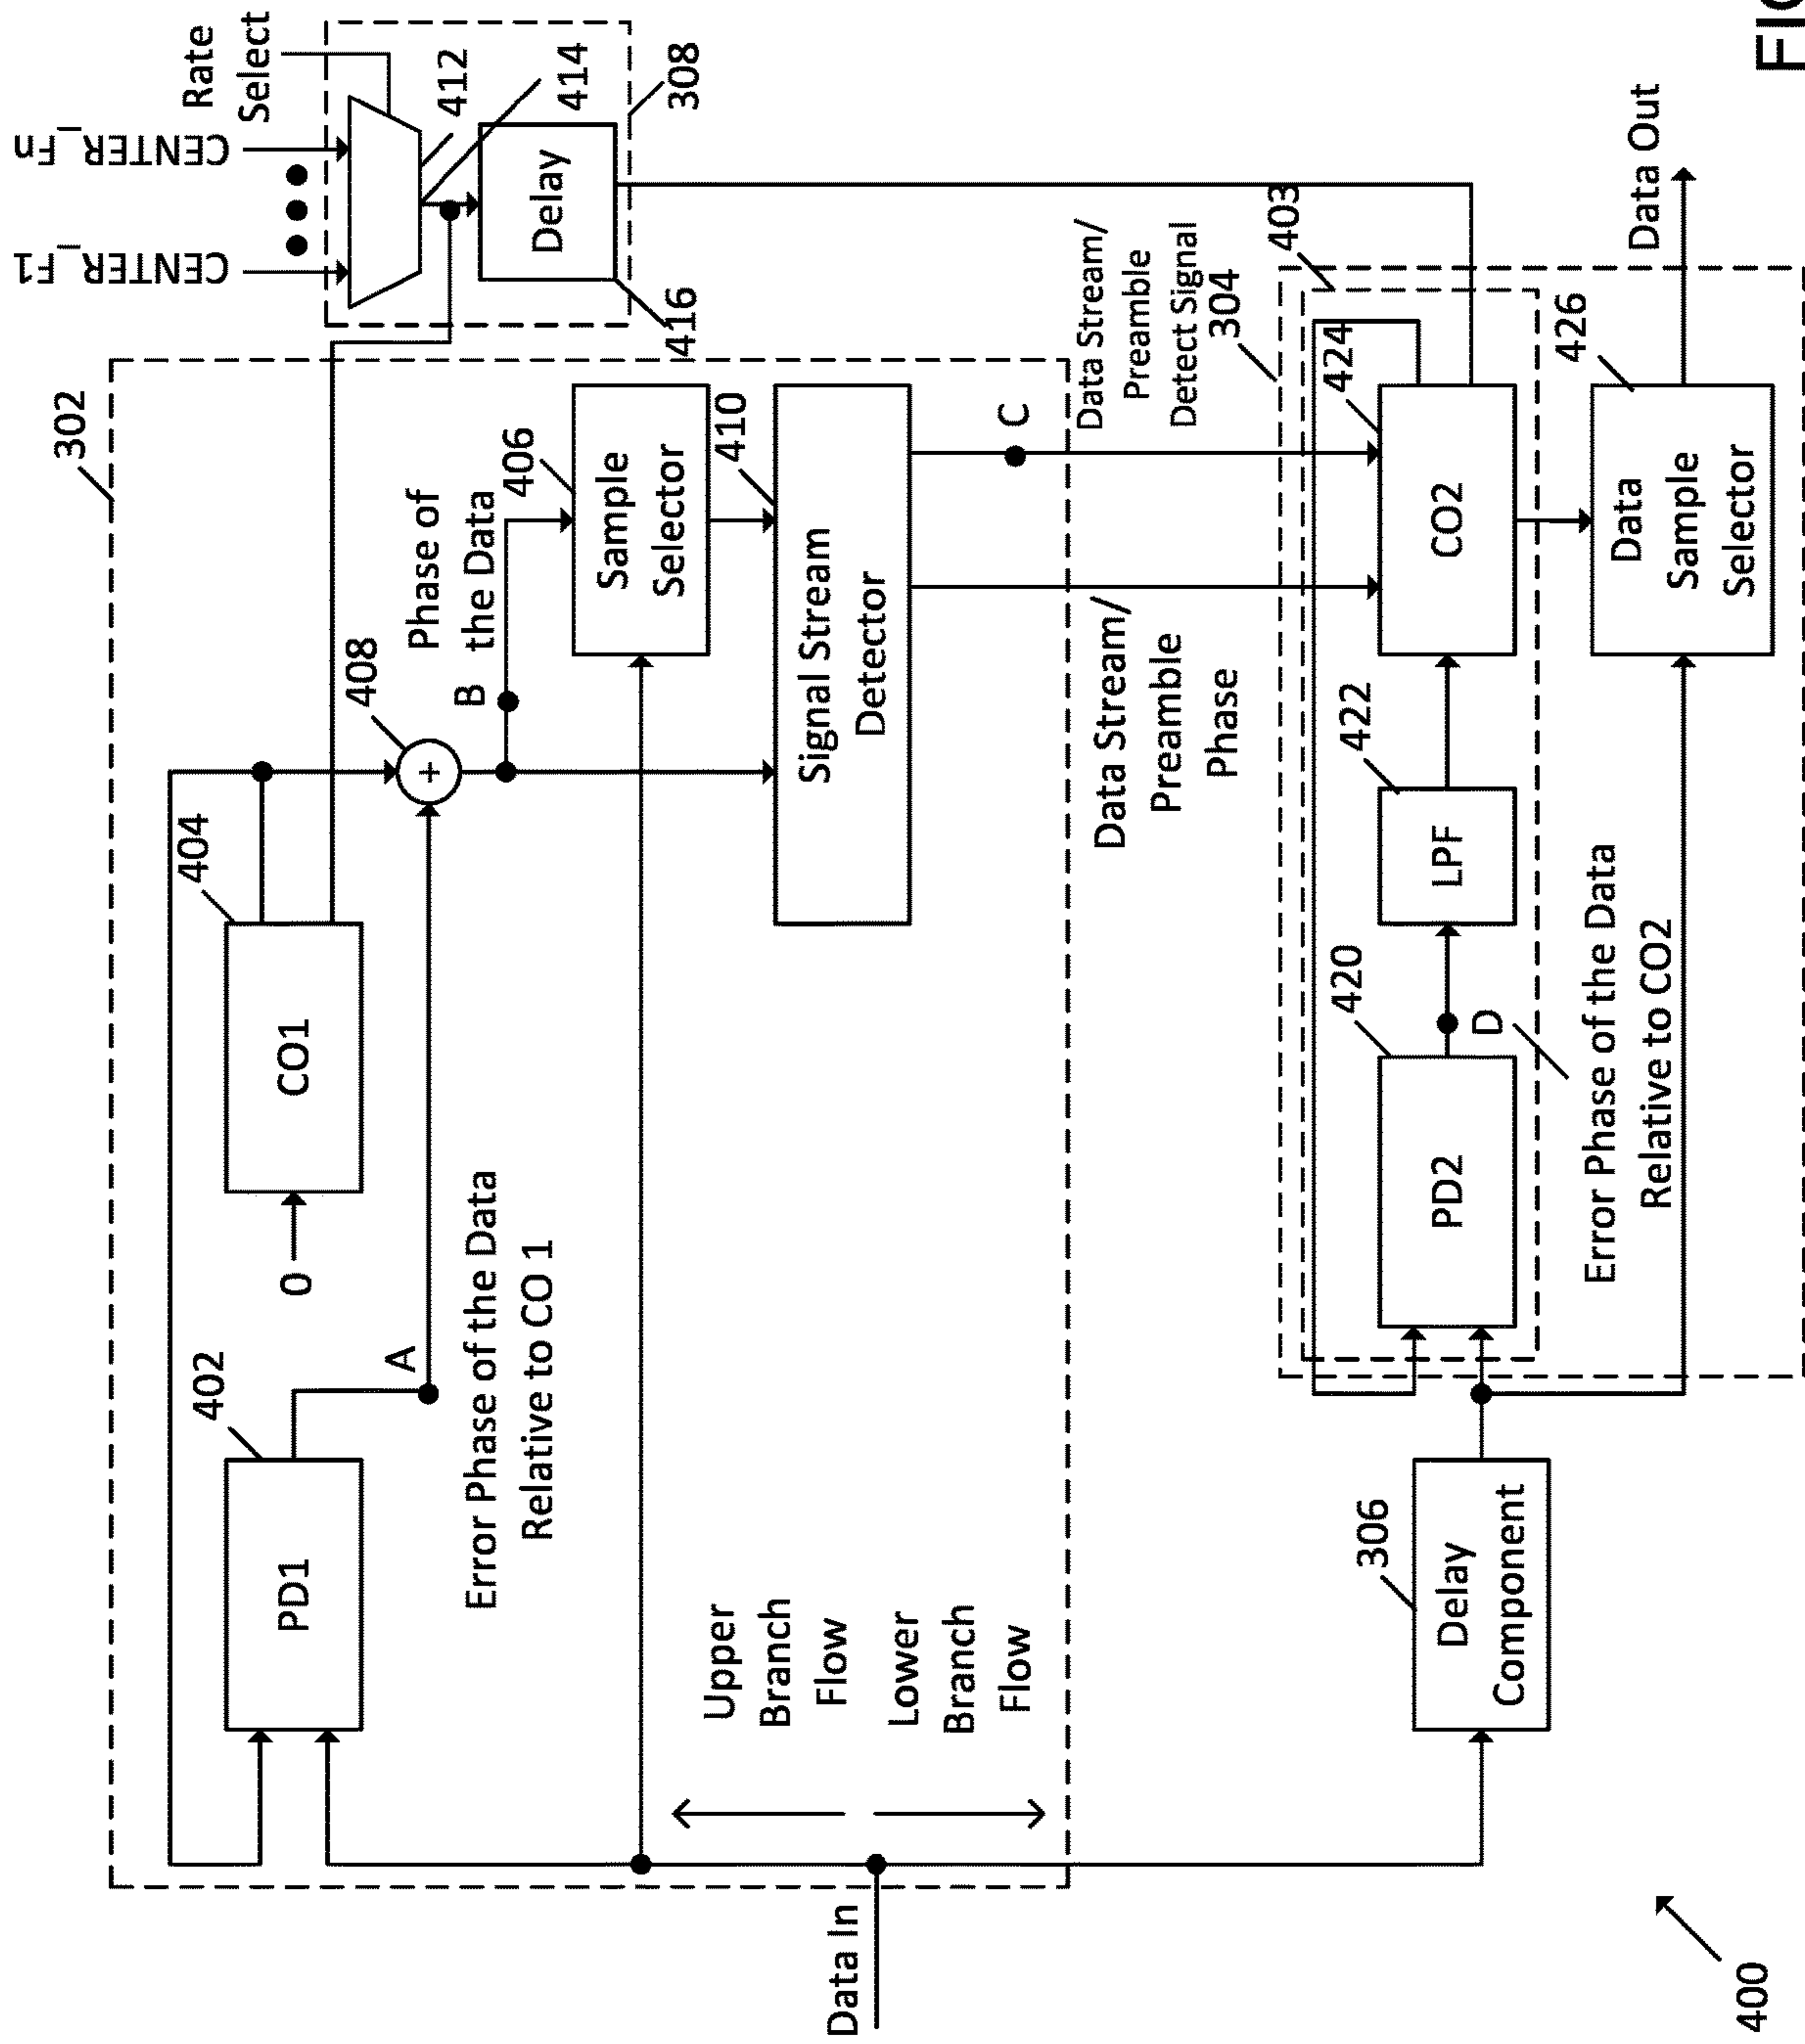 302
402
PD1
404
CO1
0
A
Error Phase of the Data
Relative to CO 1
408
B
Phase of
the Data
406
Sample
Selector
410
Signal Stream
Detector
C
Upper
Branch
Flow
Lower
Branch
Flow
Data In
CENTER_F1
CENTER_Fn
Rate
Select
412
414
Delay
416
308
Data Stream/
Preamble
Phase
Data Stream/
Preamble
Detect Signal
304
403
306
Delay
Component
420
PD2
D
422
LPF
424
CO2
Error Phase of the Data
Relative to CO2
426
Data
Sample
Selector
Data Out
400